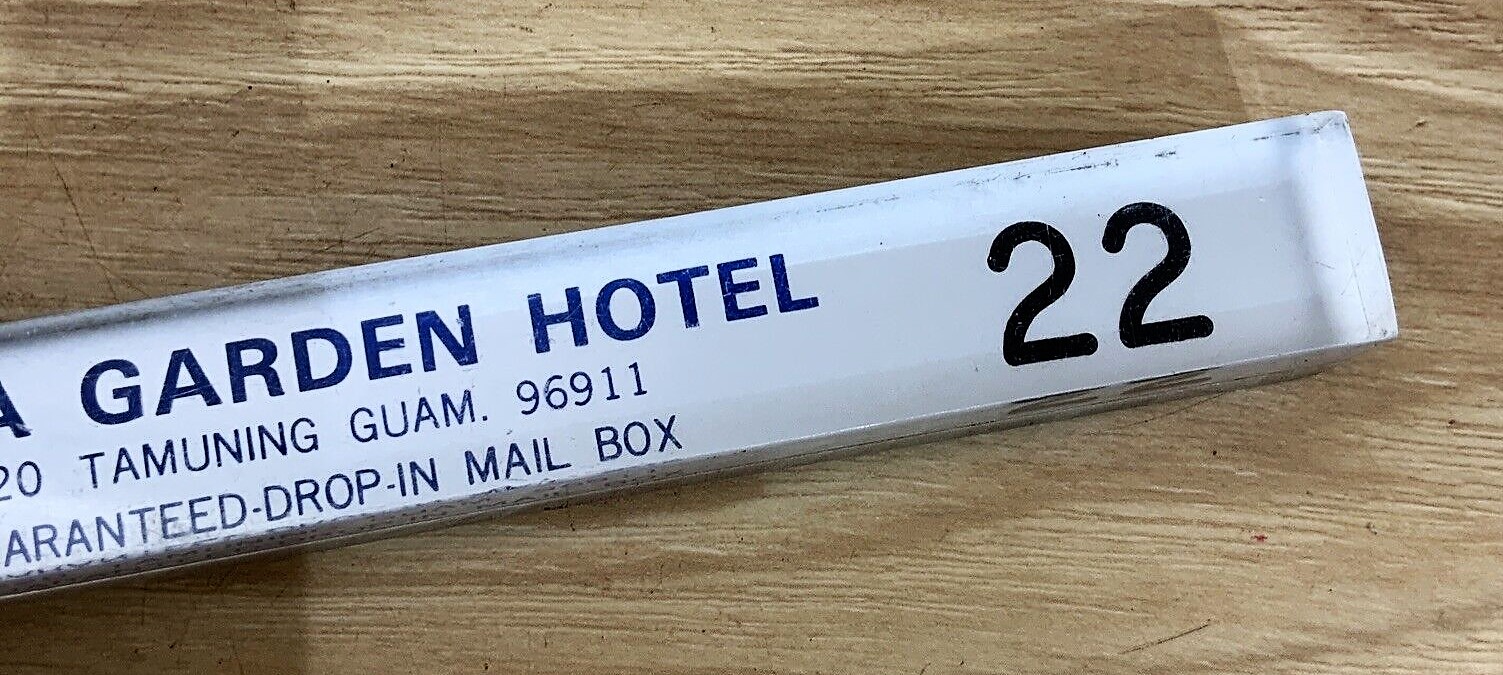 A GARDEN HOTEL 22
20 TAMUNING GUAM. 96911
ARANTEED-DROP-IN MAIL BOX